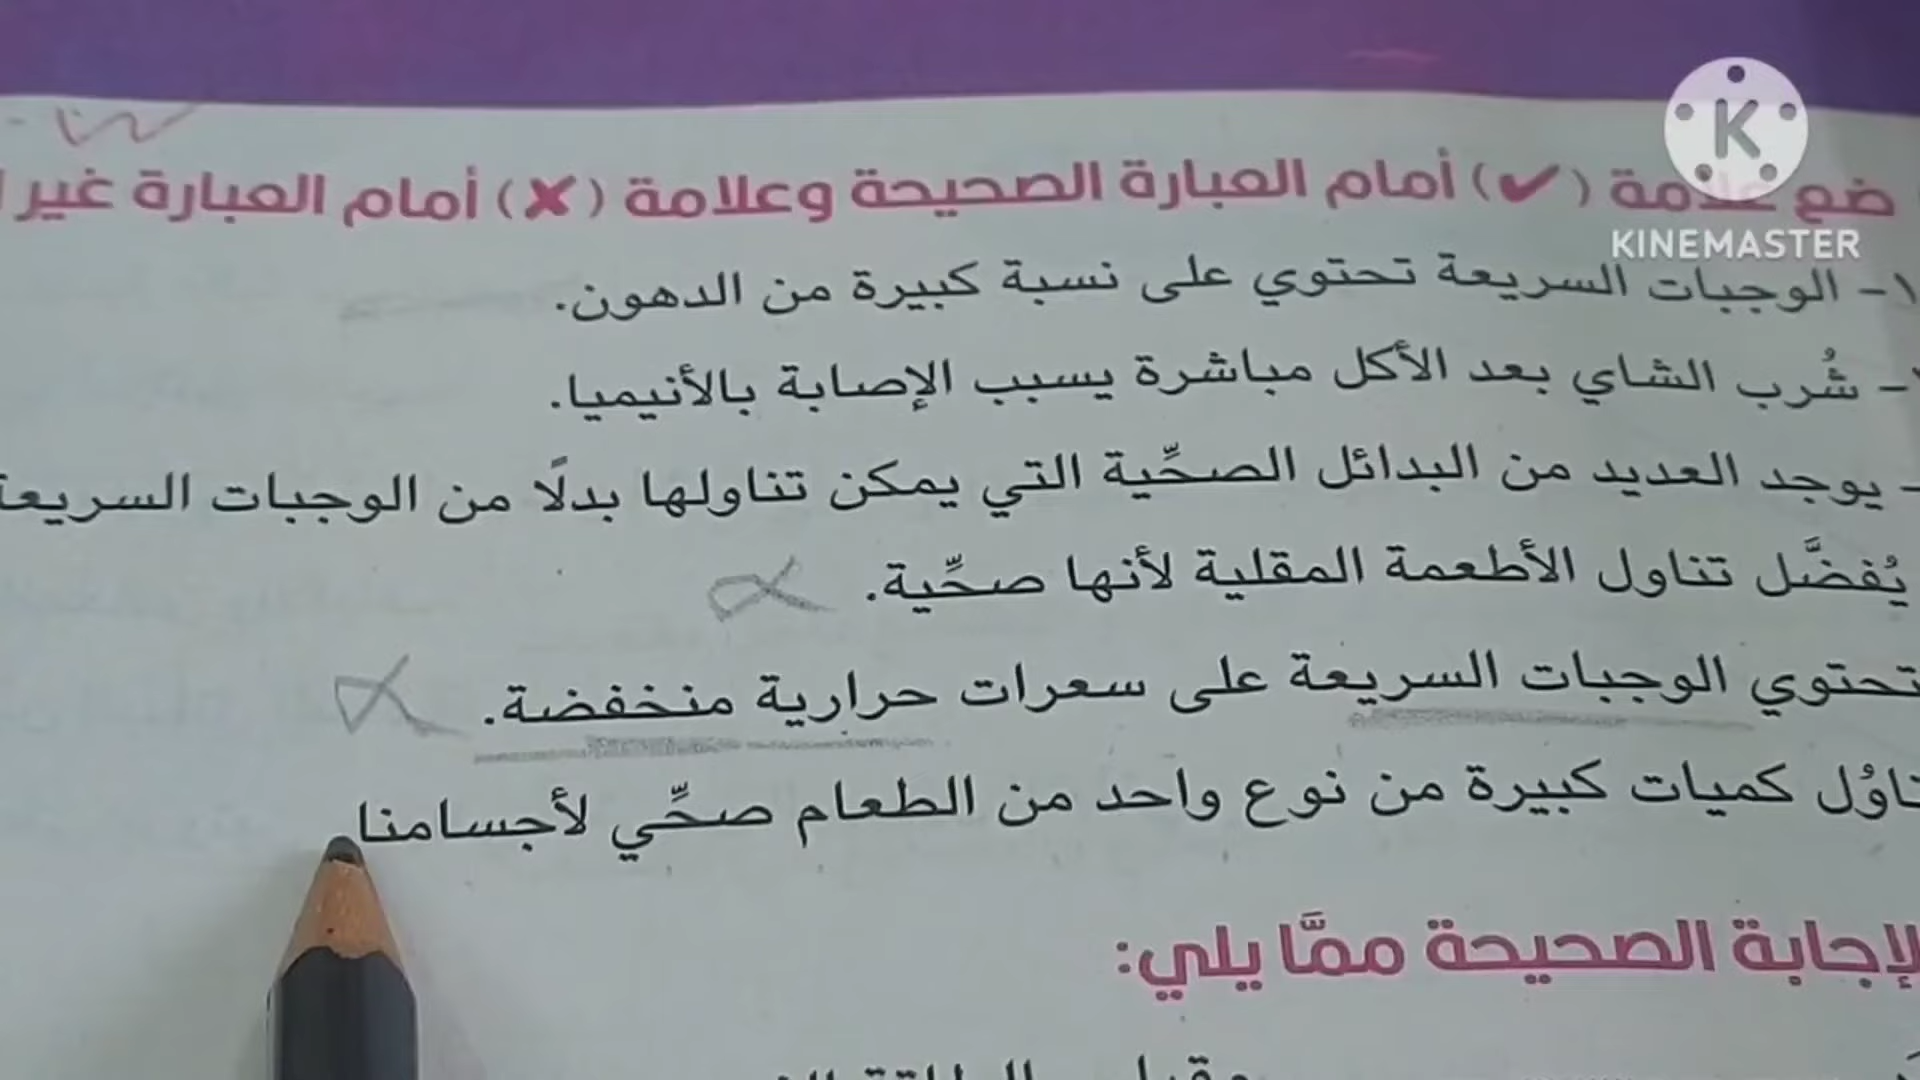 K
KINEMASTER
ضع علامة (✔) أمام العبارة الصحيحة وعلامة (✘) أمام العبارة غير
١- الوجبات السريعة تحتوي على نسبة كبيرة من الدهون.
- شُرب الشاي بعد الأكل مباشرة يسبب الإصابة بالأنيميا.
- يوجد العديد من البدائل الصحِّية التي يمكن تناولها بدلًا من الوجبات السريعة
يُفضَّل تناول الأطعمة المقلية لأنها صحِّية.
تحتوي الوجبات السريعة على سعرات حرارية منخفضة.
كميات كبيرة من نوع واحد من الطعام صحِّي لأجسامنا
الإجابة الصحيحة ممَّا يلي: